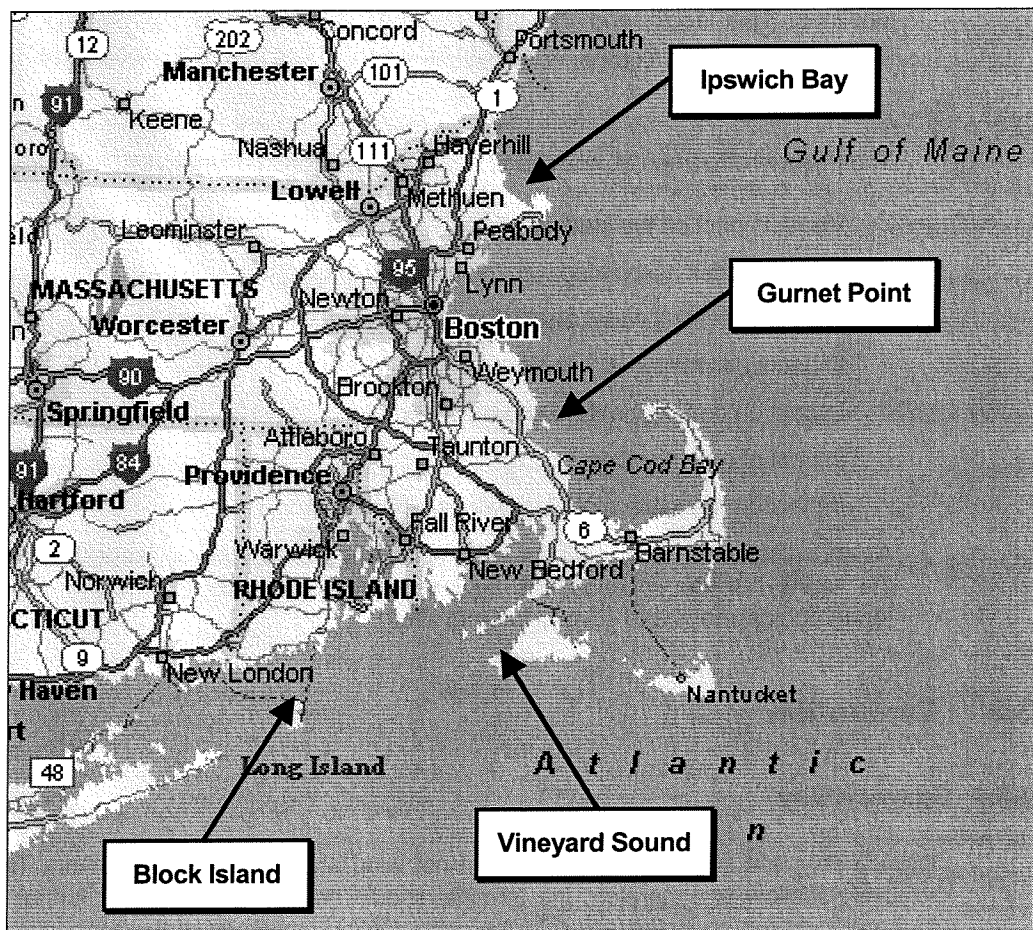 Concord
Portsmouth
12
202
Manchester
101
Ipswich Bay
91
Keene
1
oro
Nashua
111
Haverhill
Gulf of Maine
Lowell
Methuen
Leominster
Peabody
95
Lynn
MASSACHUSETTS
Newton
Gurnet Point
Worcester
Boston
Weymouth
90
Brockton
Springfield
Attleboro
Taunton
91
84
Providence
Cape Cod Bay
Hartford
Fall River
6
2
Warwick
Barnstable
New Bedford
Norwich
RHODE ISLAND
CTICUT
9
New London
Haven
Nantucket
rt
48
Long Island
Atlantic
n
Vineyard Sound
Block Island